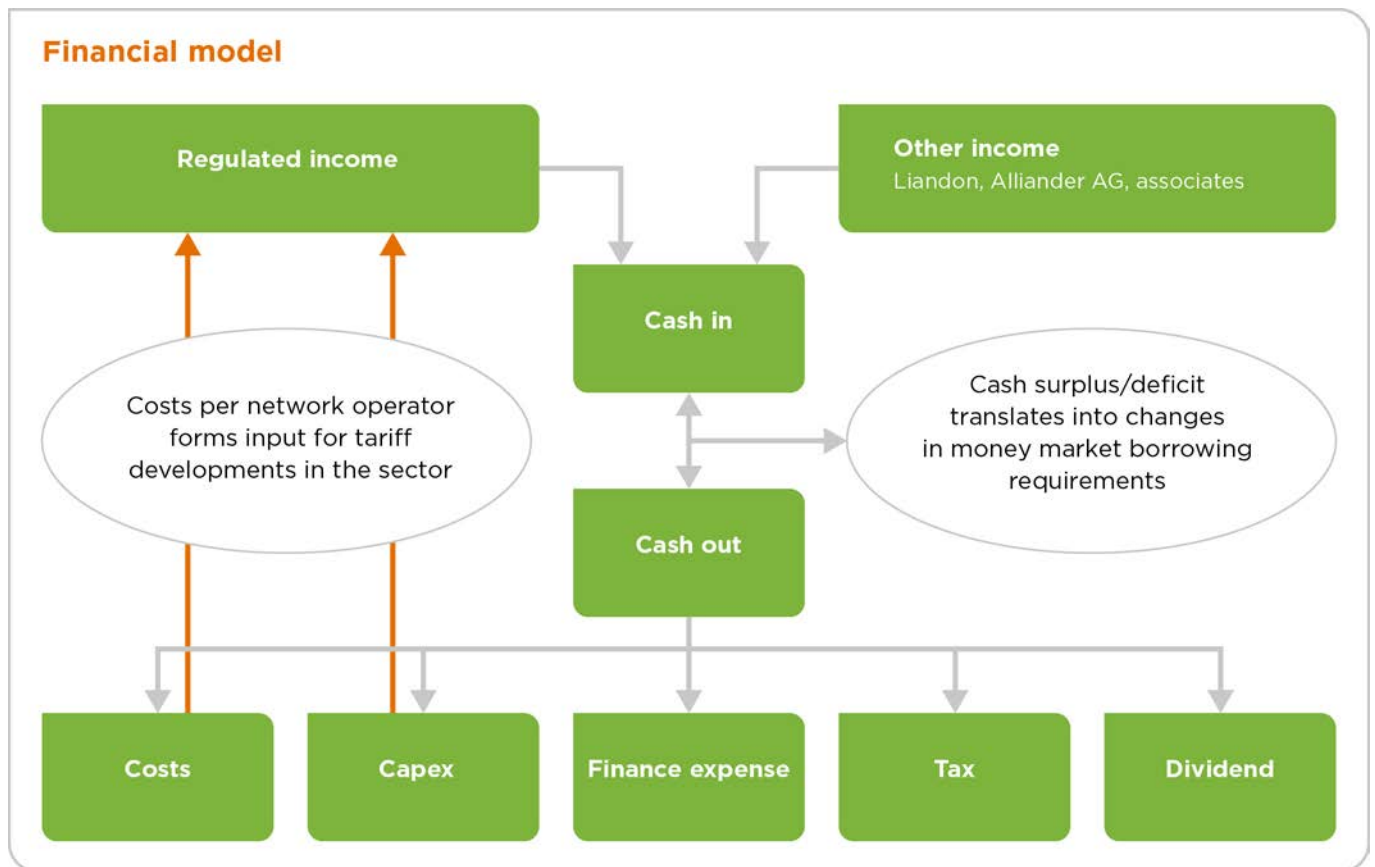 Financial model
Regulated income
Other income
Liandon, Alliander AG, associates
Cash in
Costs per network operator
forms input for tariff
developments in the sector
Cash surplus/deficit
translates into changes
in money market borrowing
requirements
Cash out
Costs
Capex
Finance expense
Tax
Dividend